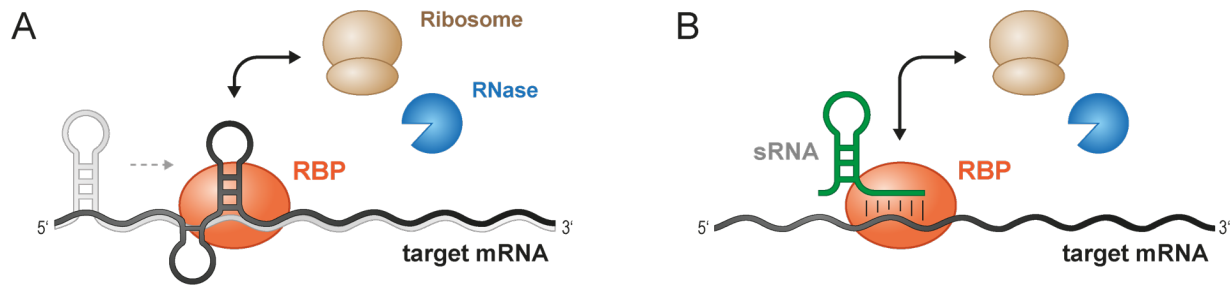 A
Ribosome
RNase
RBP
5‘
3‘
target mRNA
B
sRNA
RBP
5‘
3‘
target mRNA